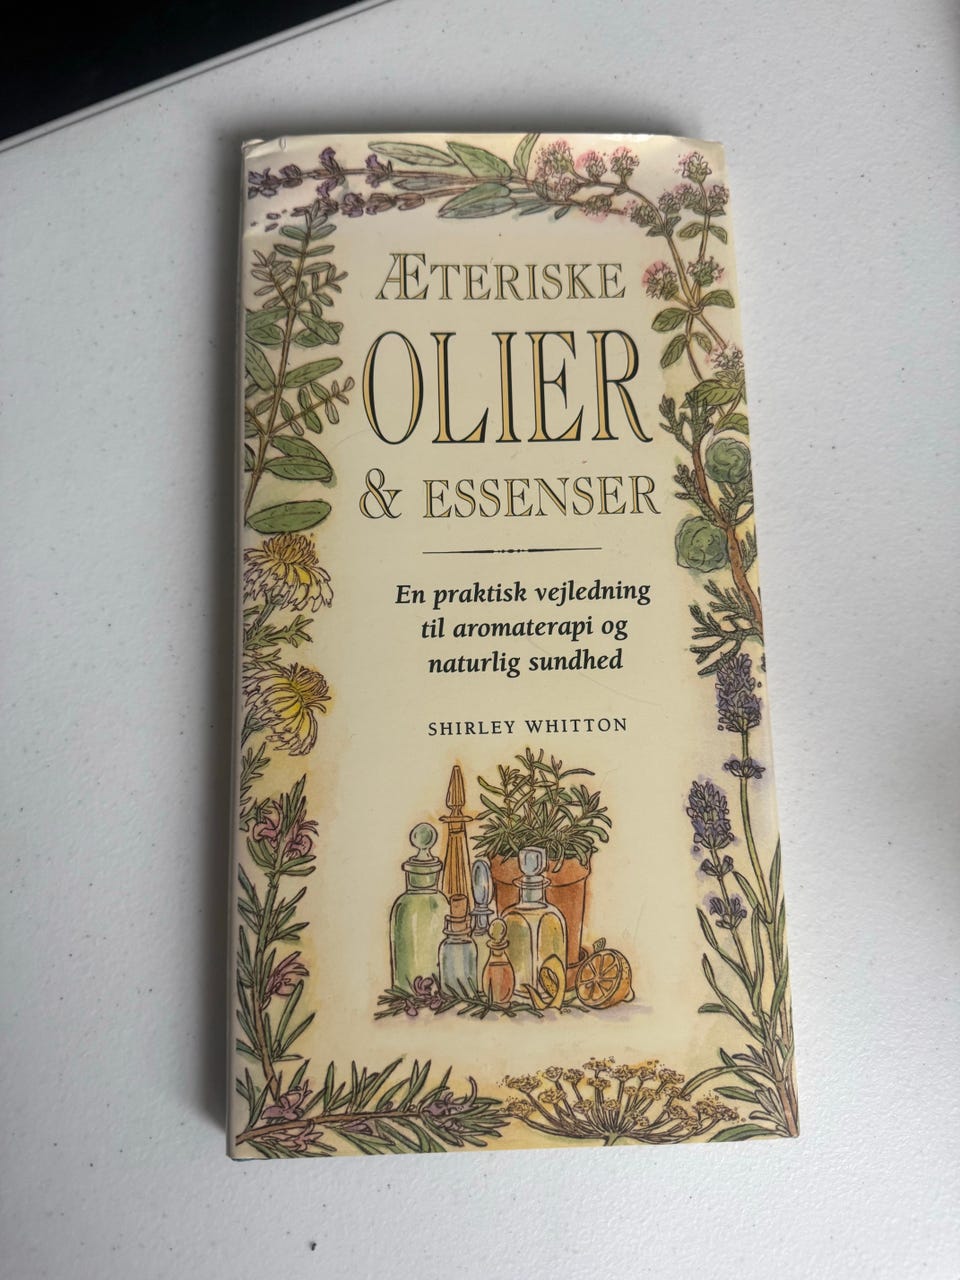 ÆTERISKE
OLIER
& ESSENSER
En praktisk vejledning
til aromaterapi og
naturlig sundhed
SHIRLEY WHITTON